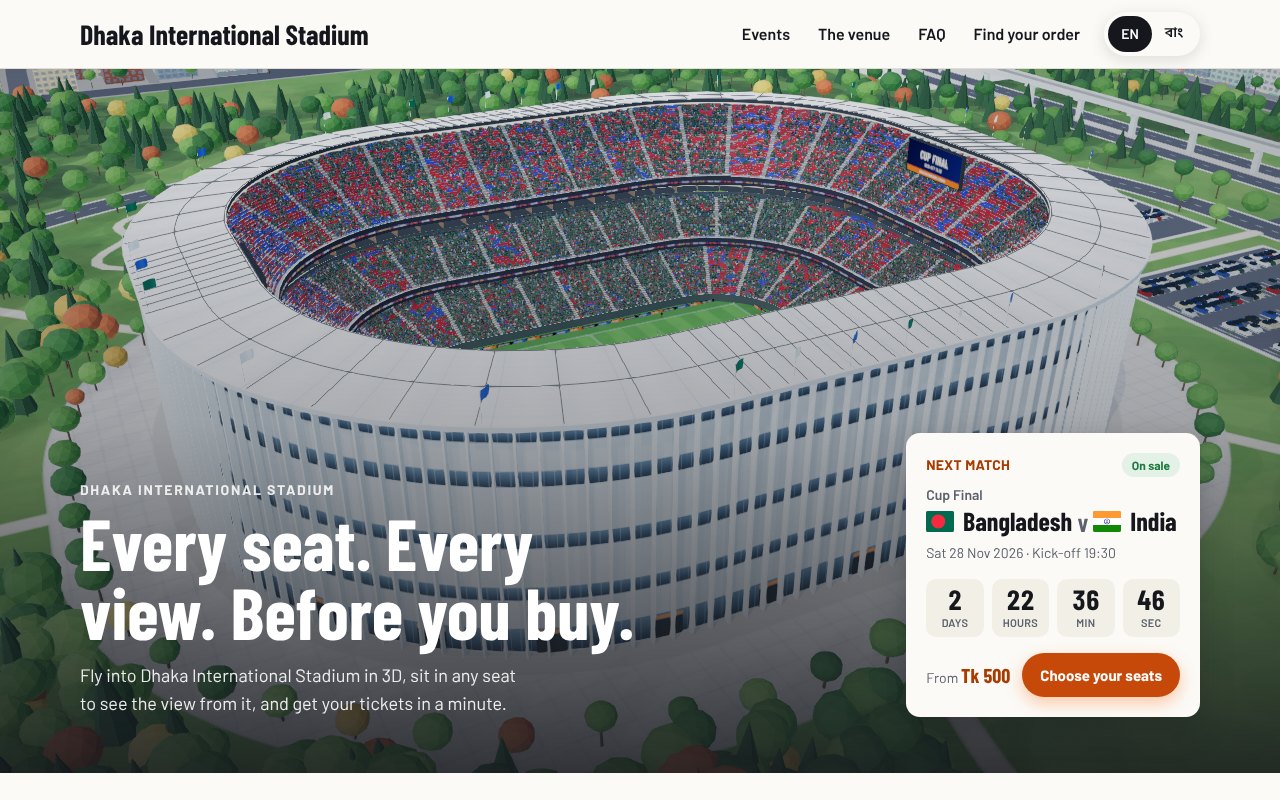 Dhaka International Stadium
Events
The venue
FAQ
Find your order
EN
বাং
CUP FINAL
DHAKA INTERNATIONAL STADIUM
Every seat. Every
view. Before you buy.
Fly into Dhaka International Stadium in 3D, sit in any seat
to see the view from it, and get your tickets in a minute.
NEXT MATCH
On sale
Cup Final
Bangladesh v India
Sat 28 Nov 2026 · Kick-off 19:30
2 22 36 46
DAYS HOURS MIN SEC
From Tk 500
Choose your seats